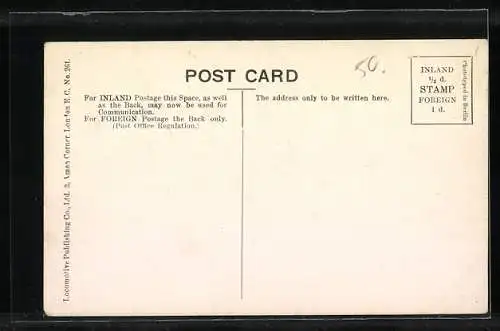 POST CARD
50.
For INLAND Postage this Space, as well
as the Back, may now be used for
Communication.
For FOREIGN Postage the Back only.
(Post Office Regulation.)
The address only to be written here.
INLAND
½ d.
STAMP
FOREIGN
1 d.
Chromotyped in Berlin
Locomotive Publishing Co., Ltd. 3, Amen Corner, London E.C. No. 261.